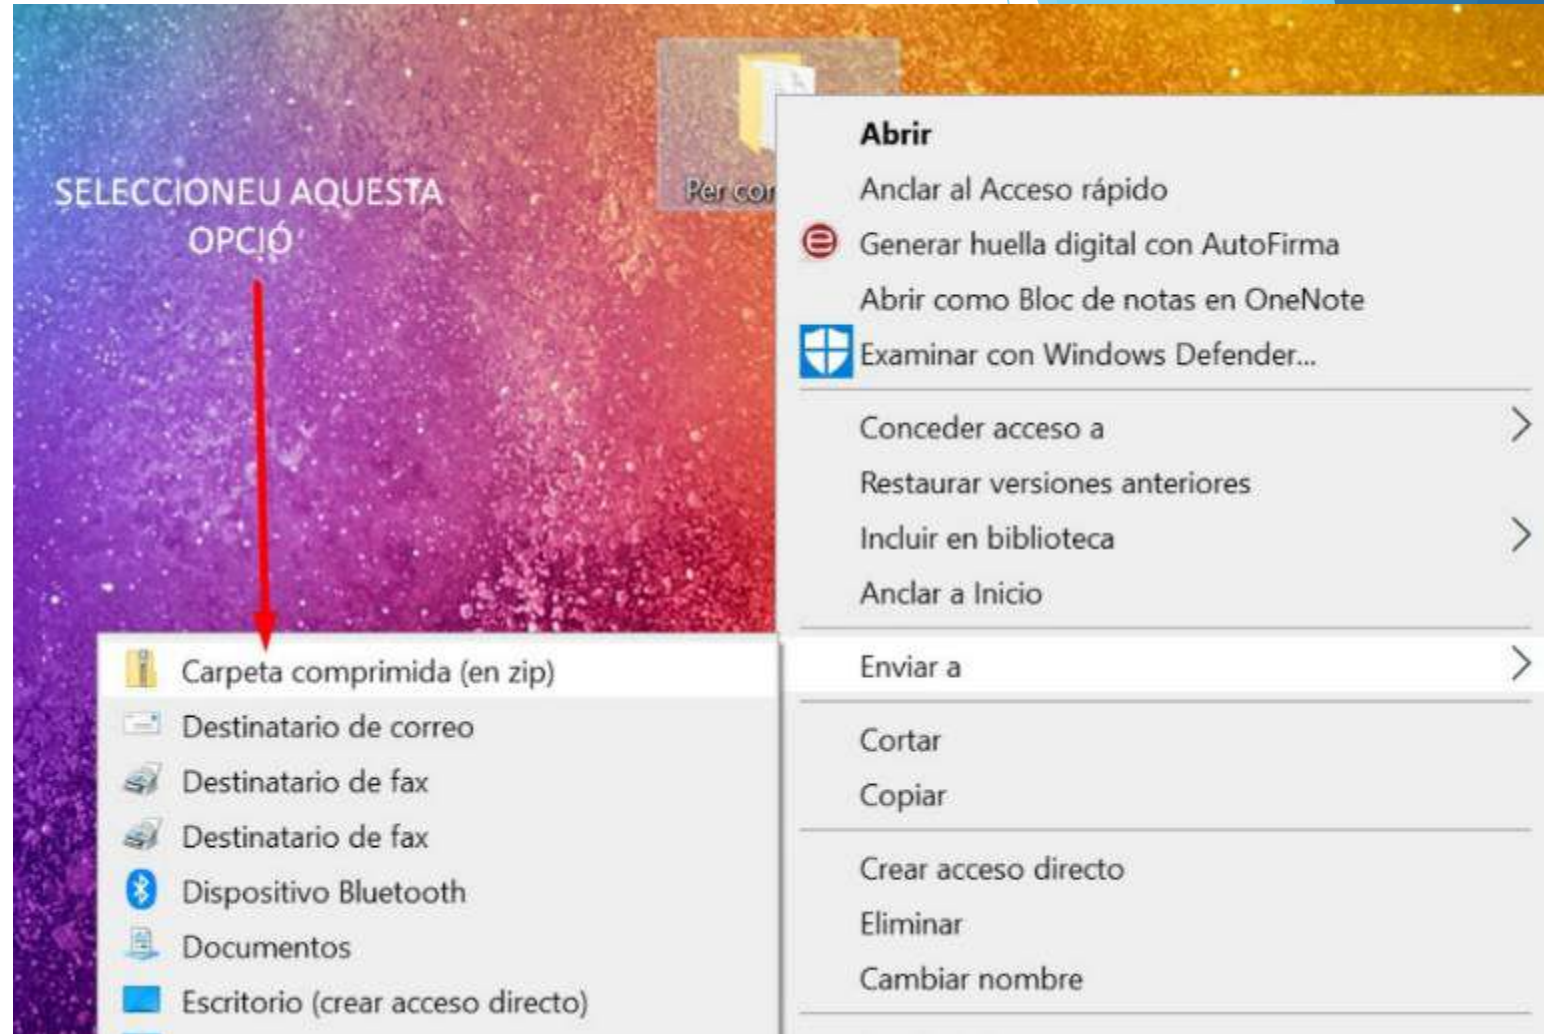 SELECCIONEU AQUESTA
OPCIÓ
Per
Abrir
Anclar al Acceso rápido
Generar huella digital con AutoFirma
Abrir como Bloc de notas en OneNote
Examinar con Windows Defender...
Conceder acceso a
Restaurar versiones anteriores
Incluir en biblioteca
Anclar a Inicio
Enviar a
Cortar
Copiar
Crear acceso directo
Eliminar
Cambiar nombre
Carpeta comprimida (en zip)
Destinatario de correo
Destinatario de fax
Destinatario de fax
Dispositivo Bluetooth
Documentos
Escritorio (crear acceso directo)